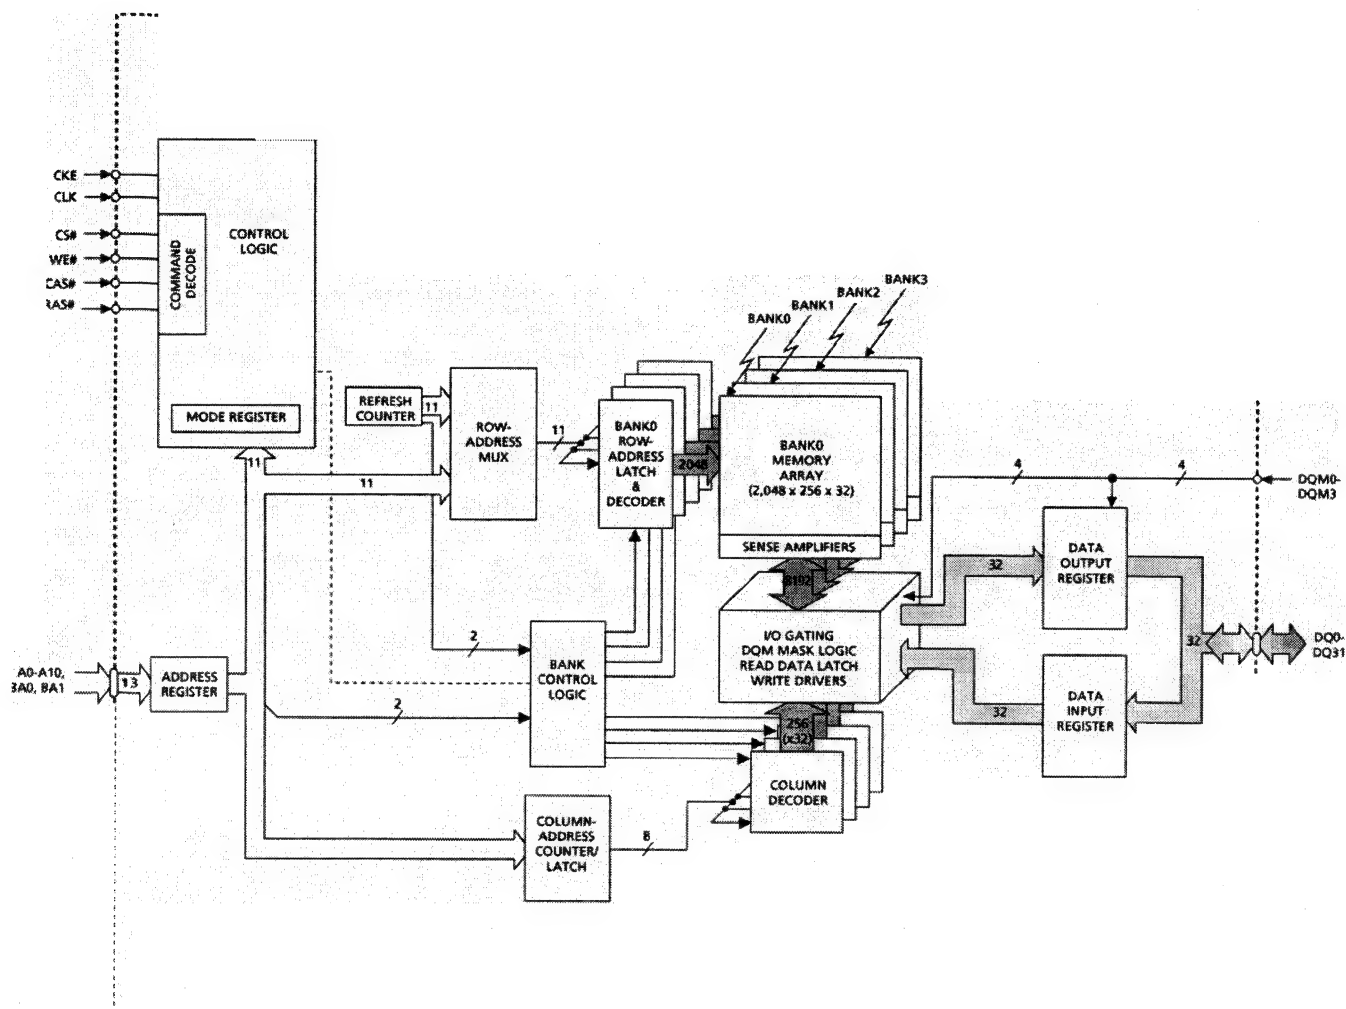 CKE
CLK
CS#
WE#
CAS#
RAS#
COMMAND
DECODE
CONTROL
LOGIC
MODE REGISTER
11
REFRESH
COUNTER
11
11
ROW-
ADDRESS
MUX
11
BANK0
ROW-
ADDRESS
LATCH
&
DECODER
2048
BANK0
BANK1
BANK2
BANK3
BANK0
MEMORY
ARRAY
(2,048 x 256 x 32)
SENSE AMPLIFIERS
8192
I/O GATING
DQM MASK LOGIC
READ DATA LATCH
WRITE DRIVERS
4
4
DQM0-
DQM3
32
DATA
OUTPUT
REGISTER
32
DQ0-
DQ31
32
DATA
INPUT
REGISTER
A0-A10,
BA0, BA1
13
ADDRESS
REGISTER
2
2
BANK
CONTROL
LOGIC
256
(x32)
COLUMN
DECODER
COLUMN-
ADDRESS
COUNTER/
LATCH
8